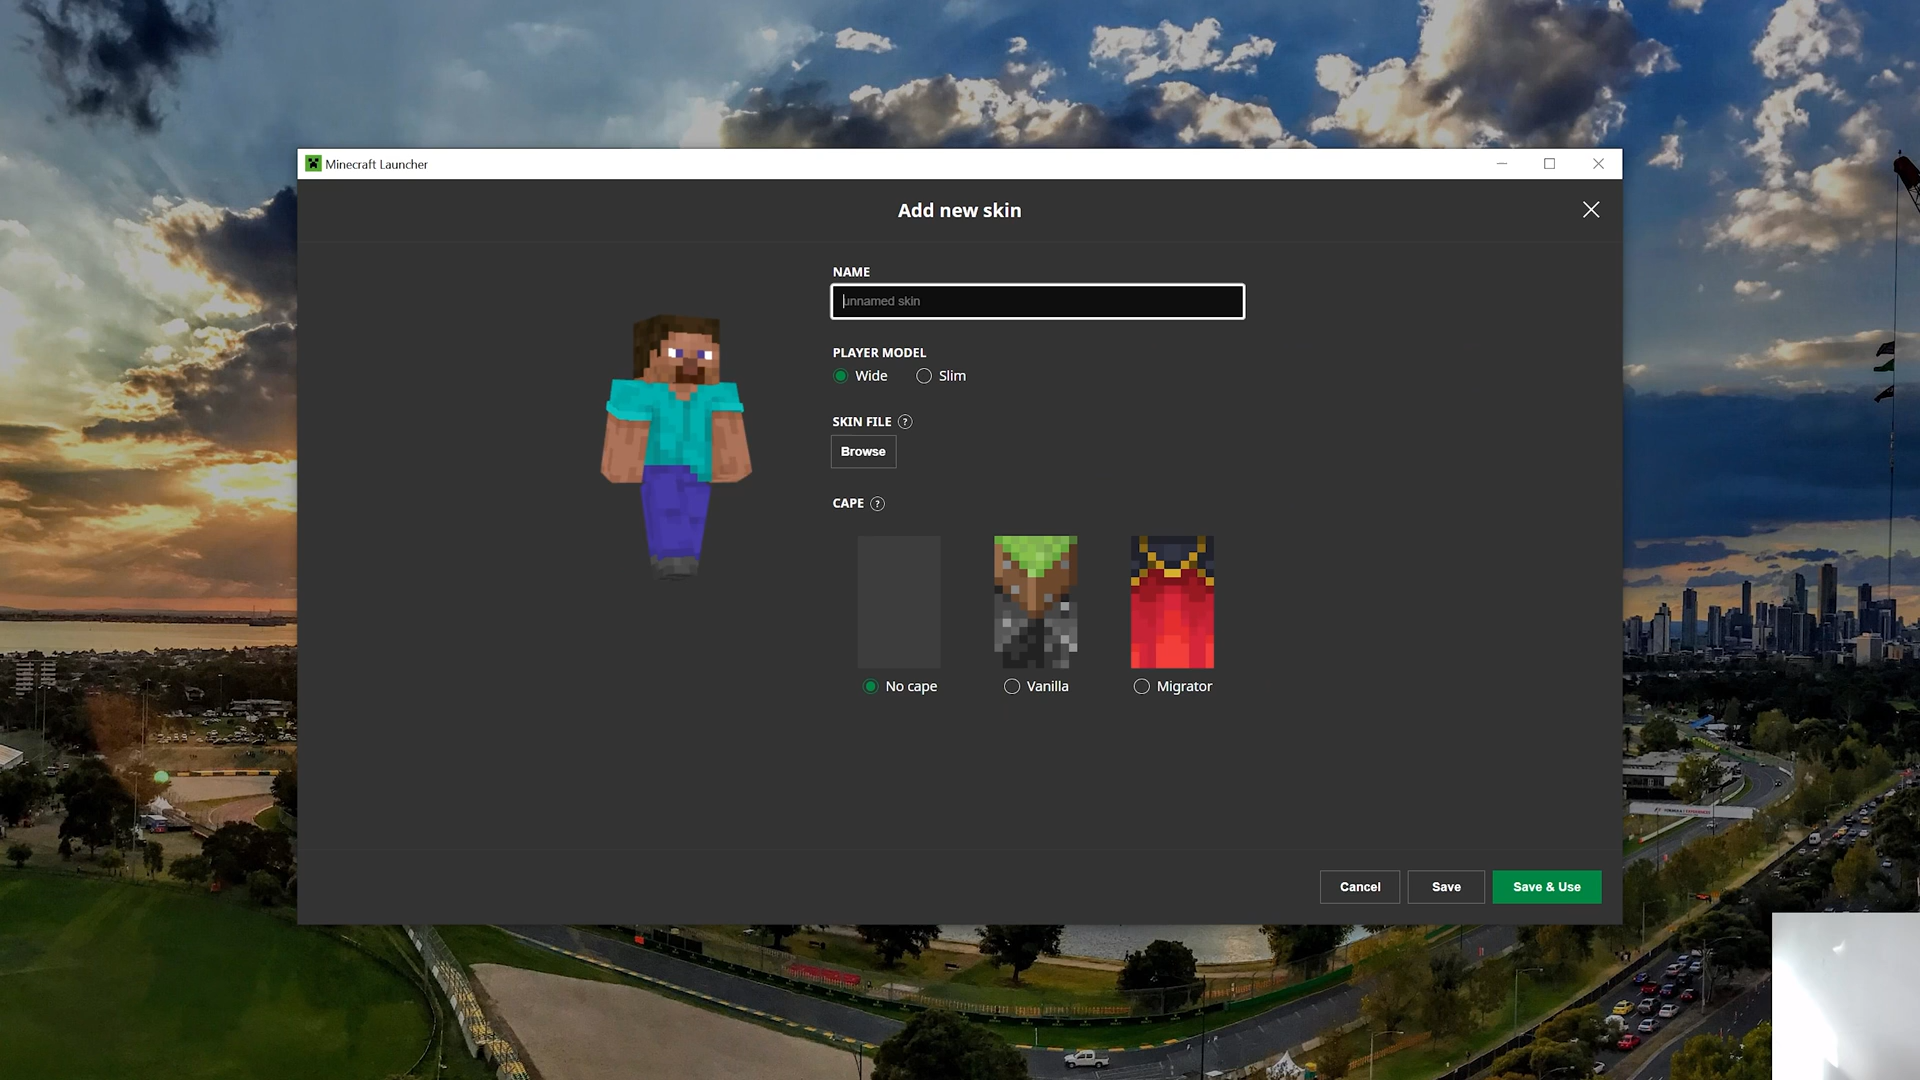 Minecraft Launcher
Add new skin
NAME
unnamed skin
PLAYER MODEL
Wide Slim
SKIN FILE ?
Browse
CAPE ?
No cape Vanilla Migrator
Cancel Save Save & Use